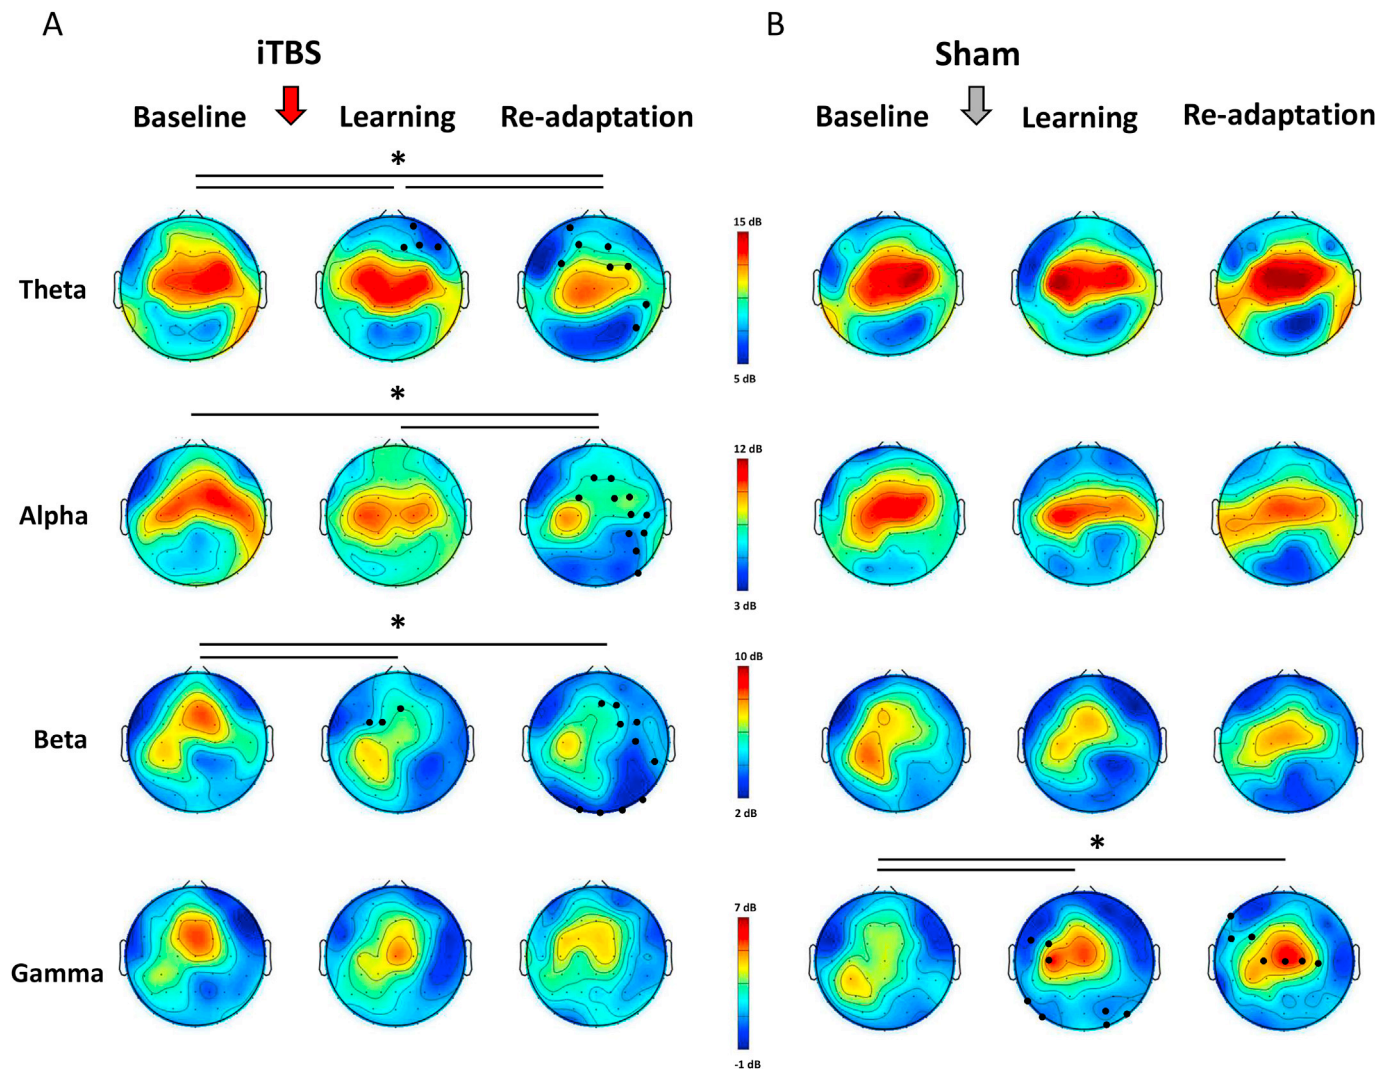 A
B
iTBS
Sham
Baseline
Learning
Re-adaptation
Baseline
Learning
Re-adaptation
*
15 dB
Theta
5 dB
*
12 dB
Alpha
3 dB
*
10 dB
Beta
2 dB
*
7 dB
Gamma
-1 dB